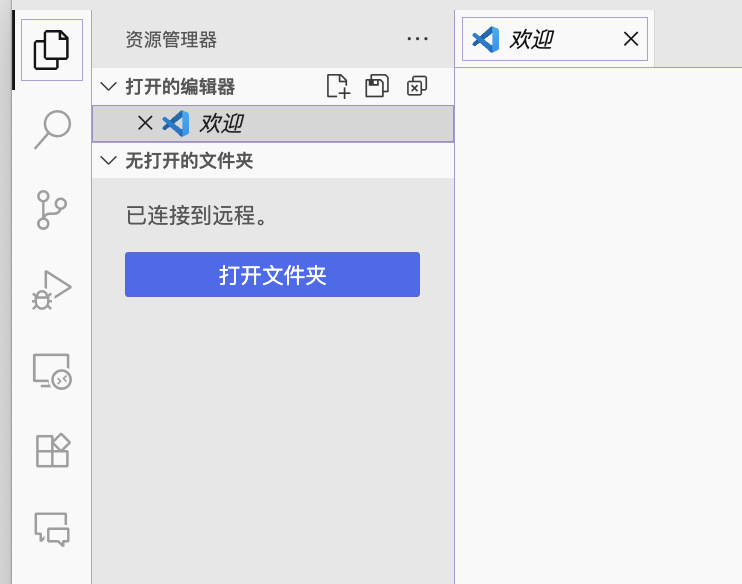 资源管理器
打开的编辑器
欢迎
无打开的文件夹
已连接到远程。
打开文件夹
欢迎